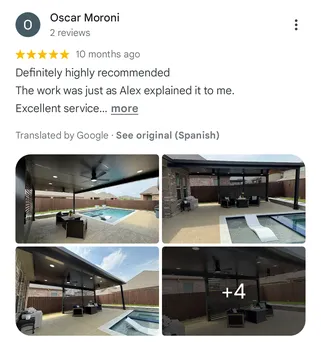 O
Oscar Moroni
2 reviews
10 months ago
Definitely highly recommended
The work was just as Alex explained it to me.
Excellent service... more
Translated by Google · See original (Spanish)
+4